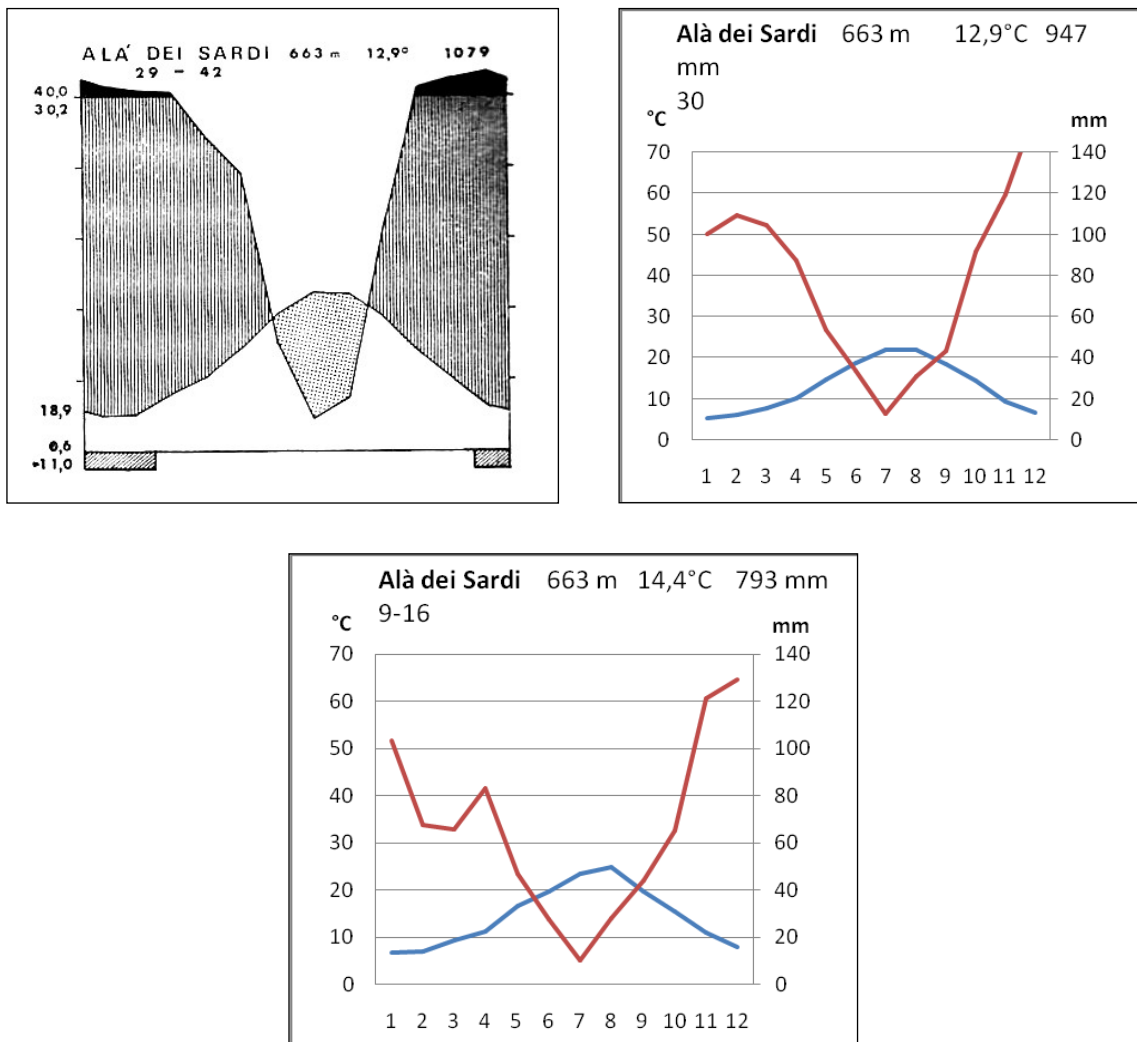 ALA' DEI SARDI 663 m 12,9° 1079
29 - 42
40,0
30,2
18,9
0,6
-11,0
Alà dei Sardi 663 m 12,9°C 947
mm
30
°C mm
70 140
60 120
50 100
40 80
30 60
20 40
10 20
0 0
1 2 3 4 5 6 7 8 9 10 11 12
Alà dei Sardi 663 m 14,4°C 793 mm
9-16
°C mm
70 140
60 120
50 100
40 80
30 60
20 40
10 20
0 0
1 2 3 4 5 6 7 8 9 10 11 12